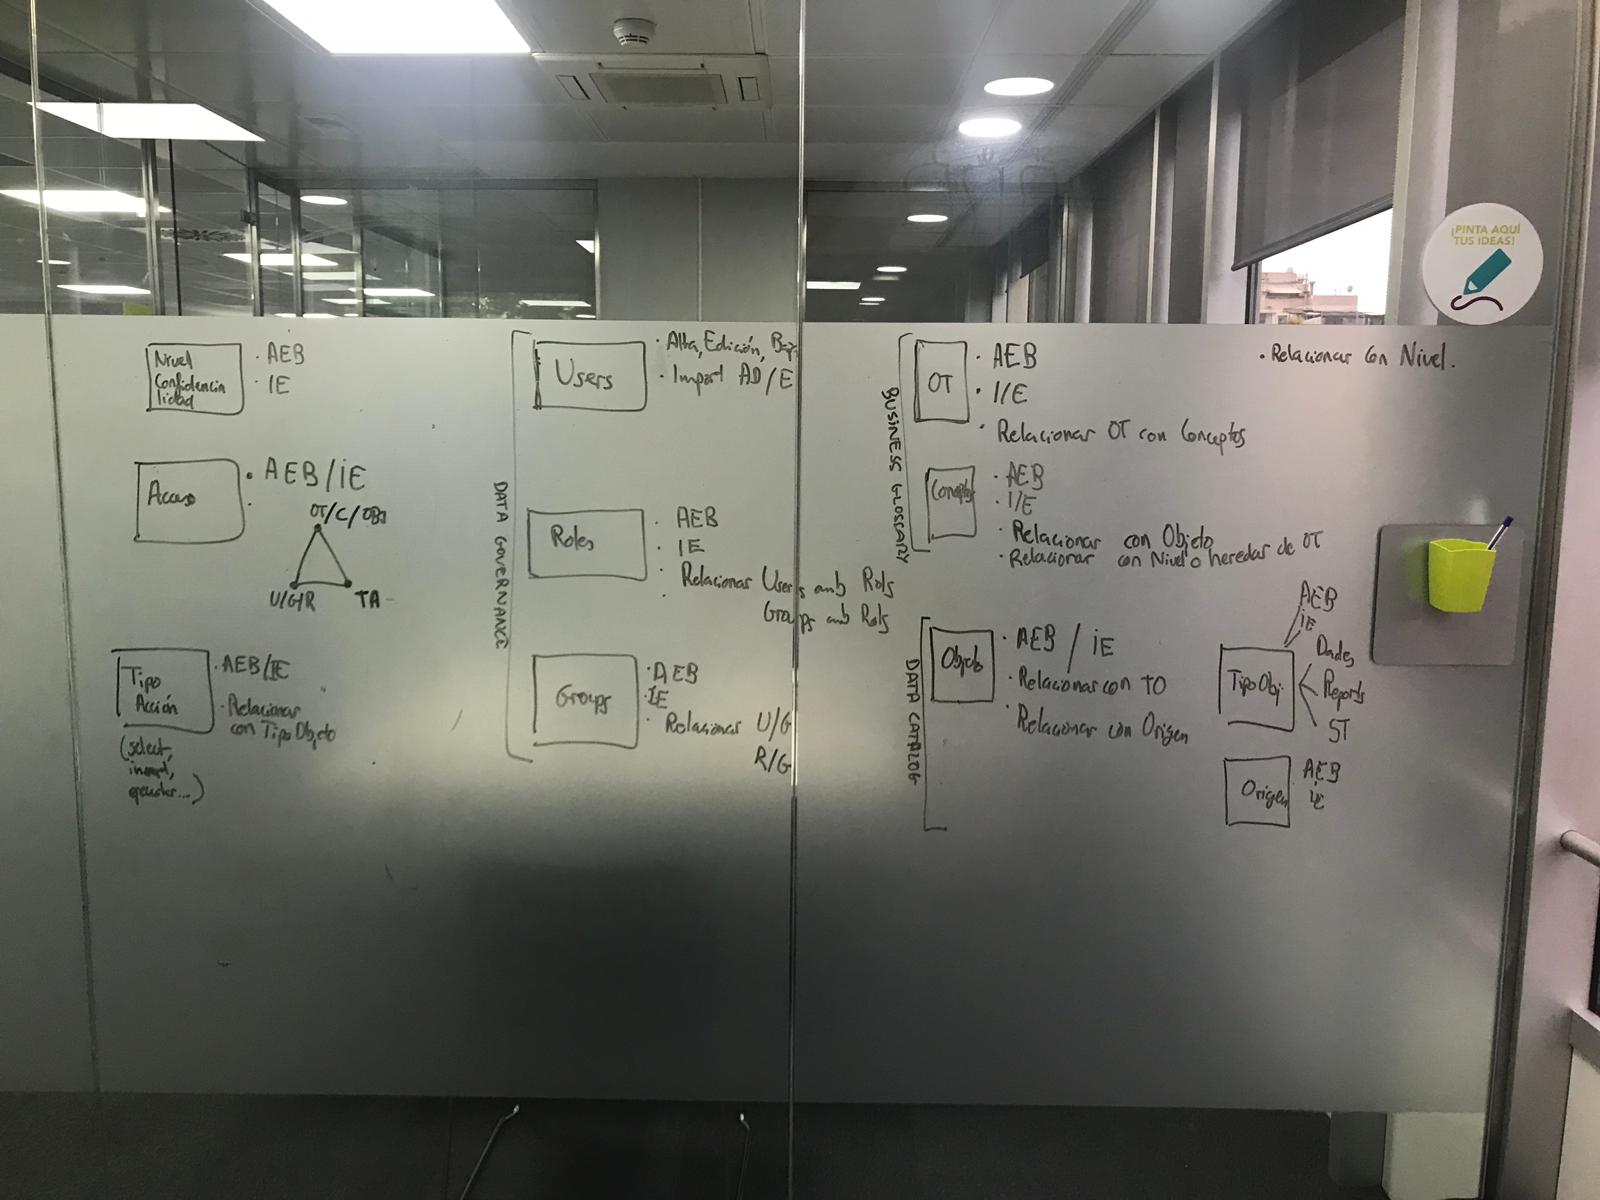 ¡PINTA AQUÍ
TUS IDEAS!
Nivel
Confidencia
lidad
· AEB
· IE
Acceso
· AEB/iE
·
OT/C/OBJ
U/G/R
TA
Tipo
Acción
· AEB/IE
· Relacionar
con Tipo Objeto
(select,
insert,
ejecutar...)
DATA GOVERNANCE
Users
· Alta, Edición, Baja
· Import AD/E
Roles
· AEB
· IE
· Relacionar Users amb Rols
· Groups amb Rols
Groups
· AEB
· IE
· Relacionar U/G
R/G
BUSINESS GLOSSARY
OT
· AEB
· I/E
· Relacionar OT con Conceptos
· Relacionar con Nivel.
Concepto
· AEB
· I/E
· Relacionar con Objeto
· Relacionar con Nivel o heredas de OT
DATA CATALOG
Objeto
· AEB / iE
· Relacionar con TO
· Relacionar con Origen
Tipo Obj.
AEB
iE
Dades
Reports
ST
Origen
AEB
iE